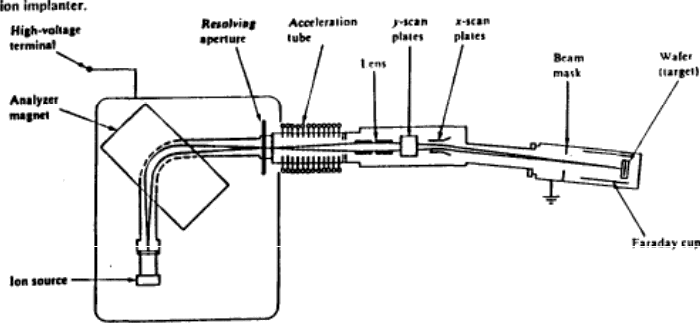 ion implanter.
High-voltage
terminal
Analyzer
magnet
Resolving
aperture
Acceleration
tube
Lens
y-scan
plates
x-scan
plates
Beam
mask
Wafer
(target)
Faraday cup
Ion source